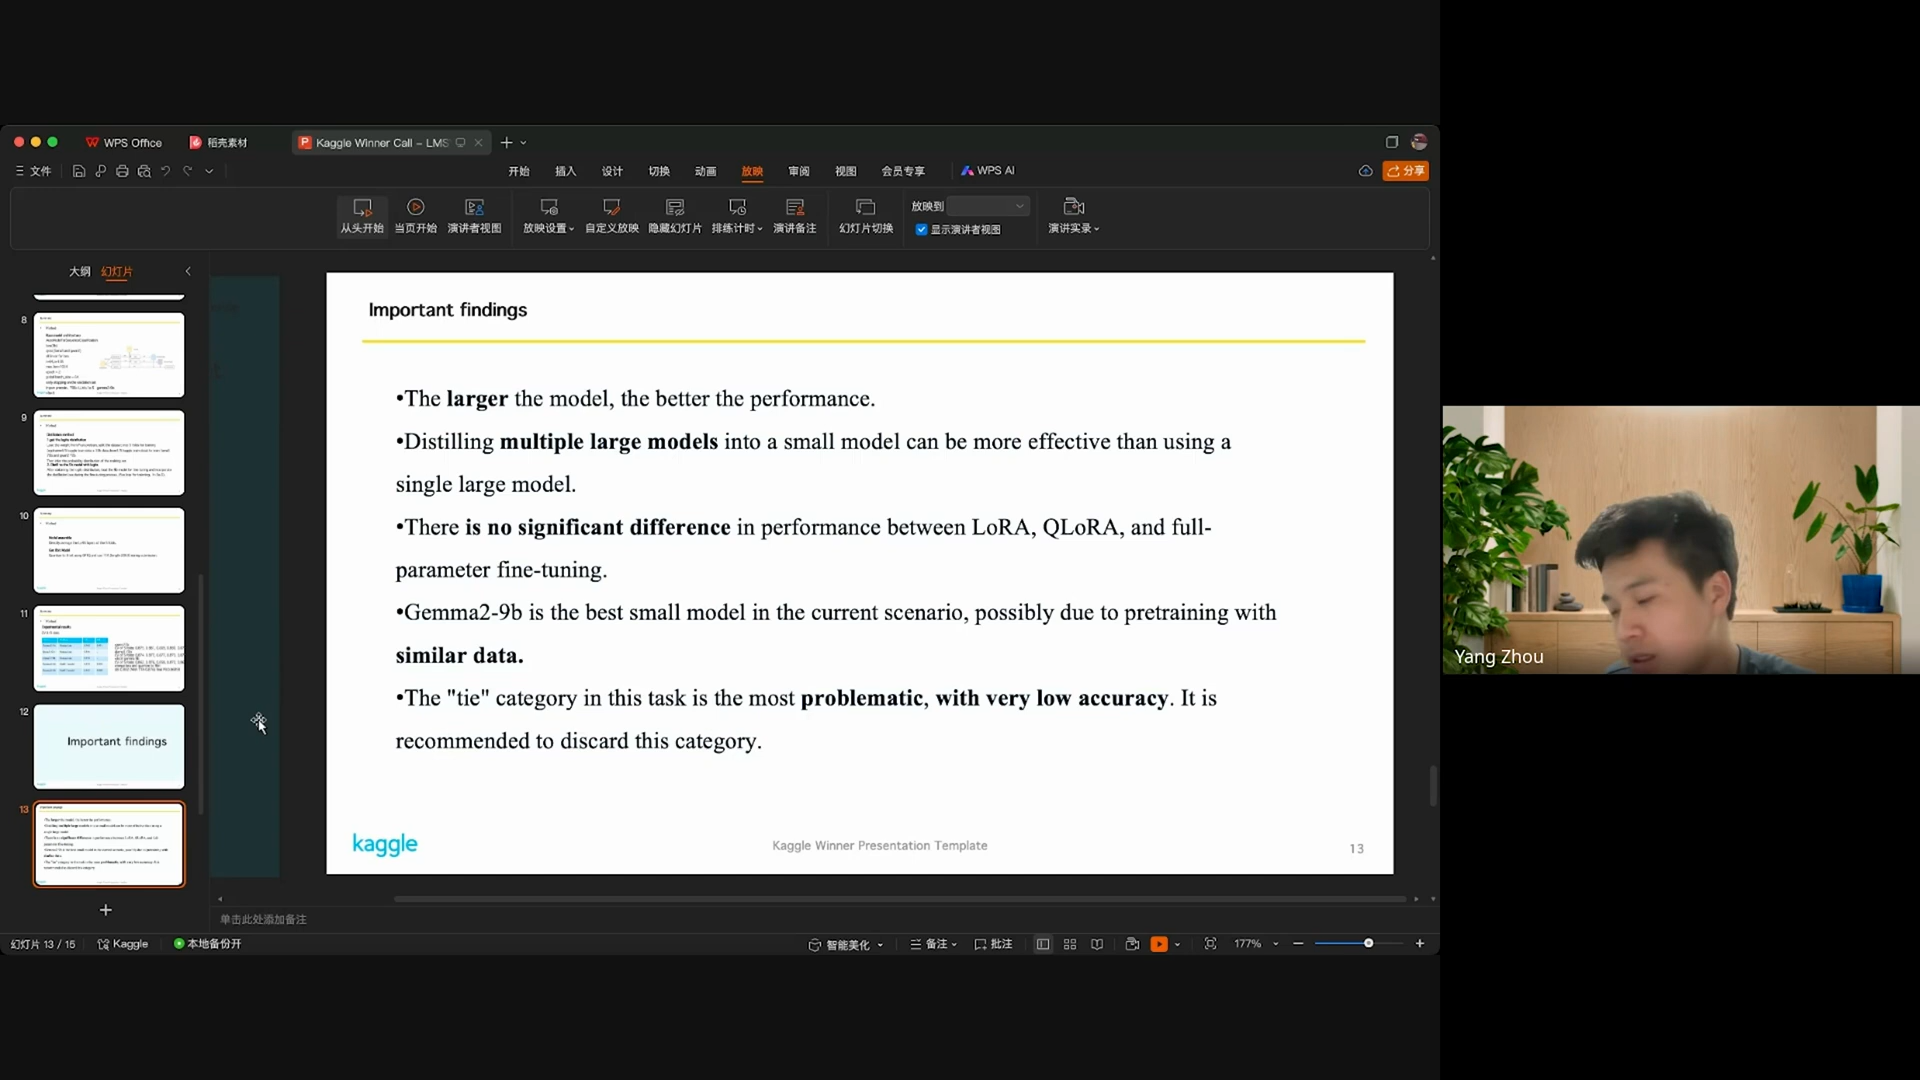 WPS Office
稻壳素材
Kaggle Winner Call – LMS
文件
开始
插入
设计
切换
动画
放映
审阅
视图
会员专享
WPS AI
分享
从头开始
当页开始
演讲者视图
放映设置
自定义放映
隐藏幻灯片
排练计时
演讲备注
幻灯片切换
放映到
显示演讲者视图
演讲实录
大纲
幻灯片
8
9
10
11
12
Important findings
13
Important findings
•The larger the model, the better the performance.
•Distilling multiple large models into a small model can be more effective than using a
single large model.
•There is no significant difference in performance between LoRA, QLoRA, and full-
parameter fine-tuning.
•Gemma2-9b is the best small model in the current scenario, possibly due to pretraining with
similar data.
•The "tie" category in this task is the most problematic, with very low accuracy. It is
recommended to discard this category.
kaggle
Kaggle Winner Presentation Template
13
Yang Zhou
单击此处添加备注
幻灯片 13 / 15
Kaggle
本地备份开
智能美化
备注
批注
177%